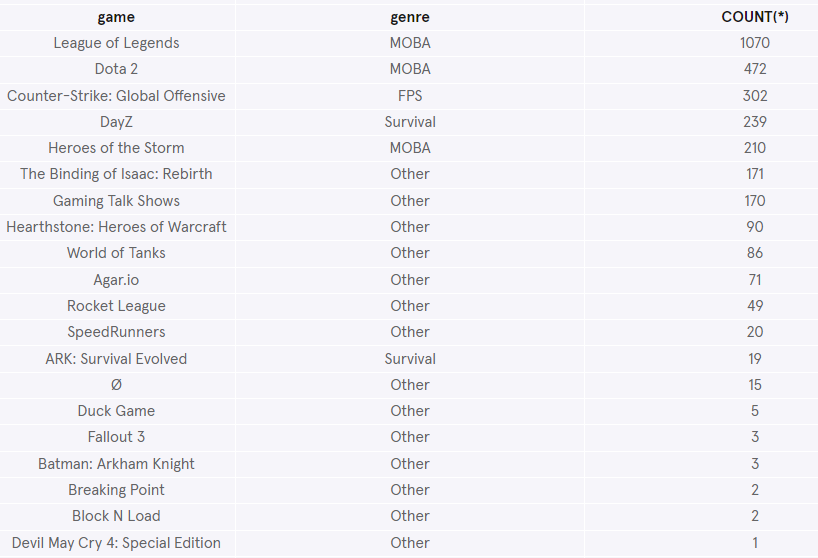 game genre COUNT(*)
League of Legends MOBA 1070
Dota 2 MOBA 472
Counter-Strike: Global Offensive FPS 302
DayZ Survival 239
Heroes of the Storm MOBA 210
The Binding of Isaac: Rebirth Other 171
Gaming Talk Shows Other 170
Hearthstone: Heroes of Warcraft Other 90
World of Tanks Other 86
Agar.io Other 71
Rocket League Other 49
SpeedRunners Other 20
ARK: Survival Evolved Survival 19
Ø Other 15
Duck Game Other 5
Fallout 3 Other 3
Batman: Arkham Knight Other 3
Breaking Point Other 2
Block N Load Other 2
Devil May Cry 4: Special Edition Other 1